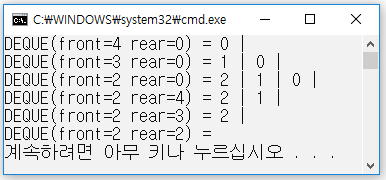 C:₩WINDOWS₩system32₩cmd.exe
DEQUE(front=4 rear=0) = 0 |
DEQUE(front=3 rear=0) = 1 | 0 |
DEQUE(front=2 rear=0) = 2 | 1 | 0 |
DEQUE(front=2 rear=4) = 2 | 1 |
DEQUE(front=2 rear=3) = 2 |
DEQUE(front=2 rear=2) =
계속하려면 아무 키나 누르십시오 . . .